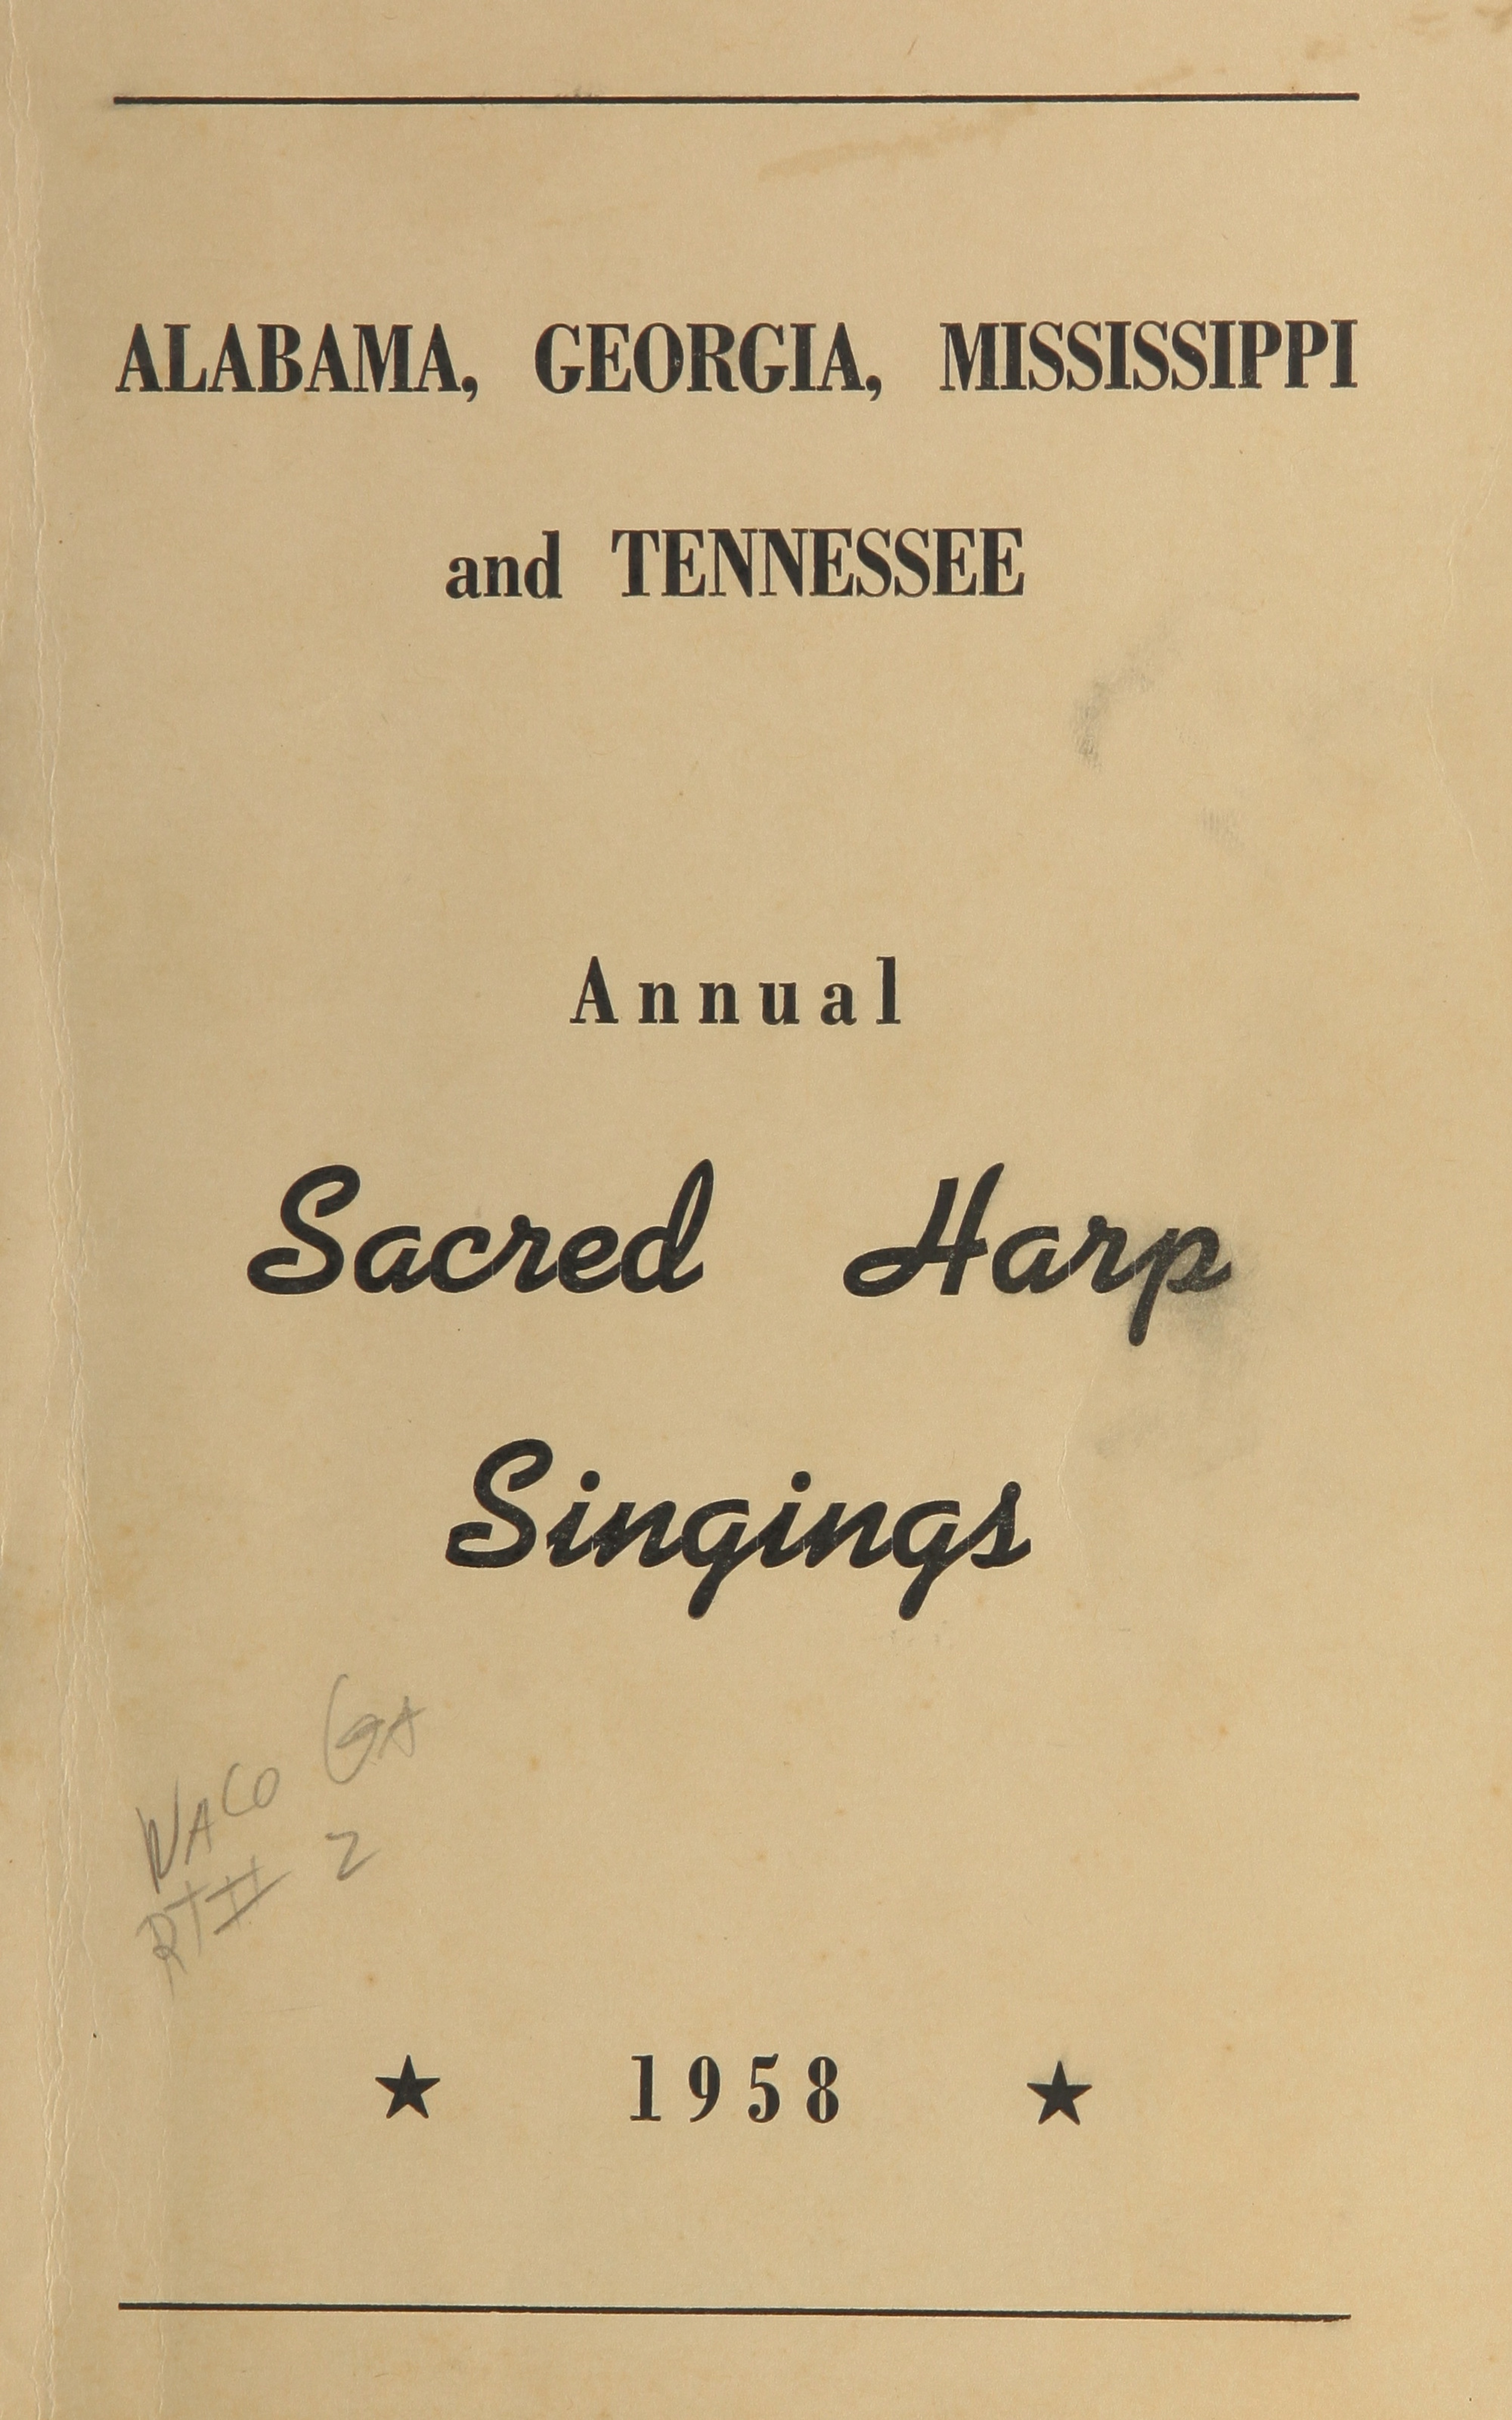 ALABAMA, GEORGIA, MISSISSIPPI
and TENNESSEE
Annual
Sacred Harp
Singings
WACO GA
RT # 2
★ 1958 ★